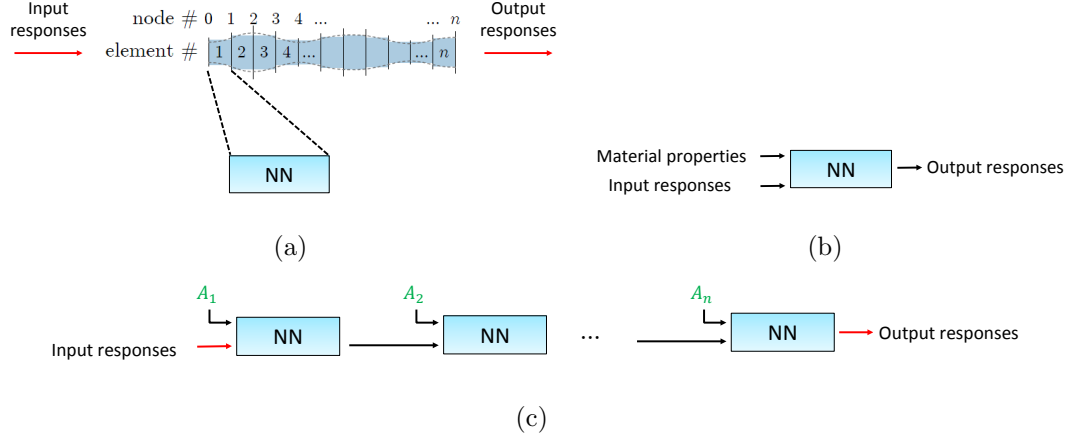 Input responses
node # 0 1 2 3 4 ... ... n
Output responses
element # 1 2 3 4 ... ... n
NN
(a)
Material properties
Input responses
NN
Output responses
(b)
A₁
A₂
Aₙ
Input responses
NN
NN
...
NN
Output responses
(c)